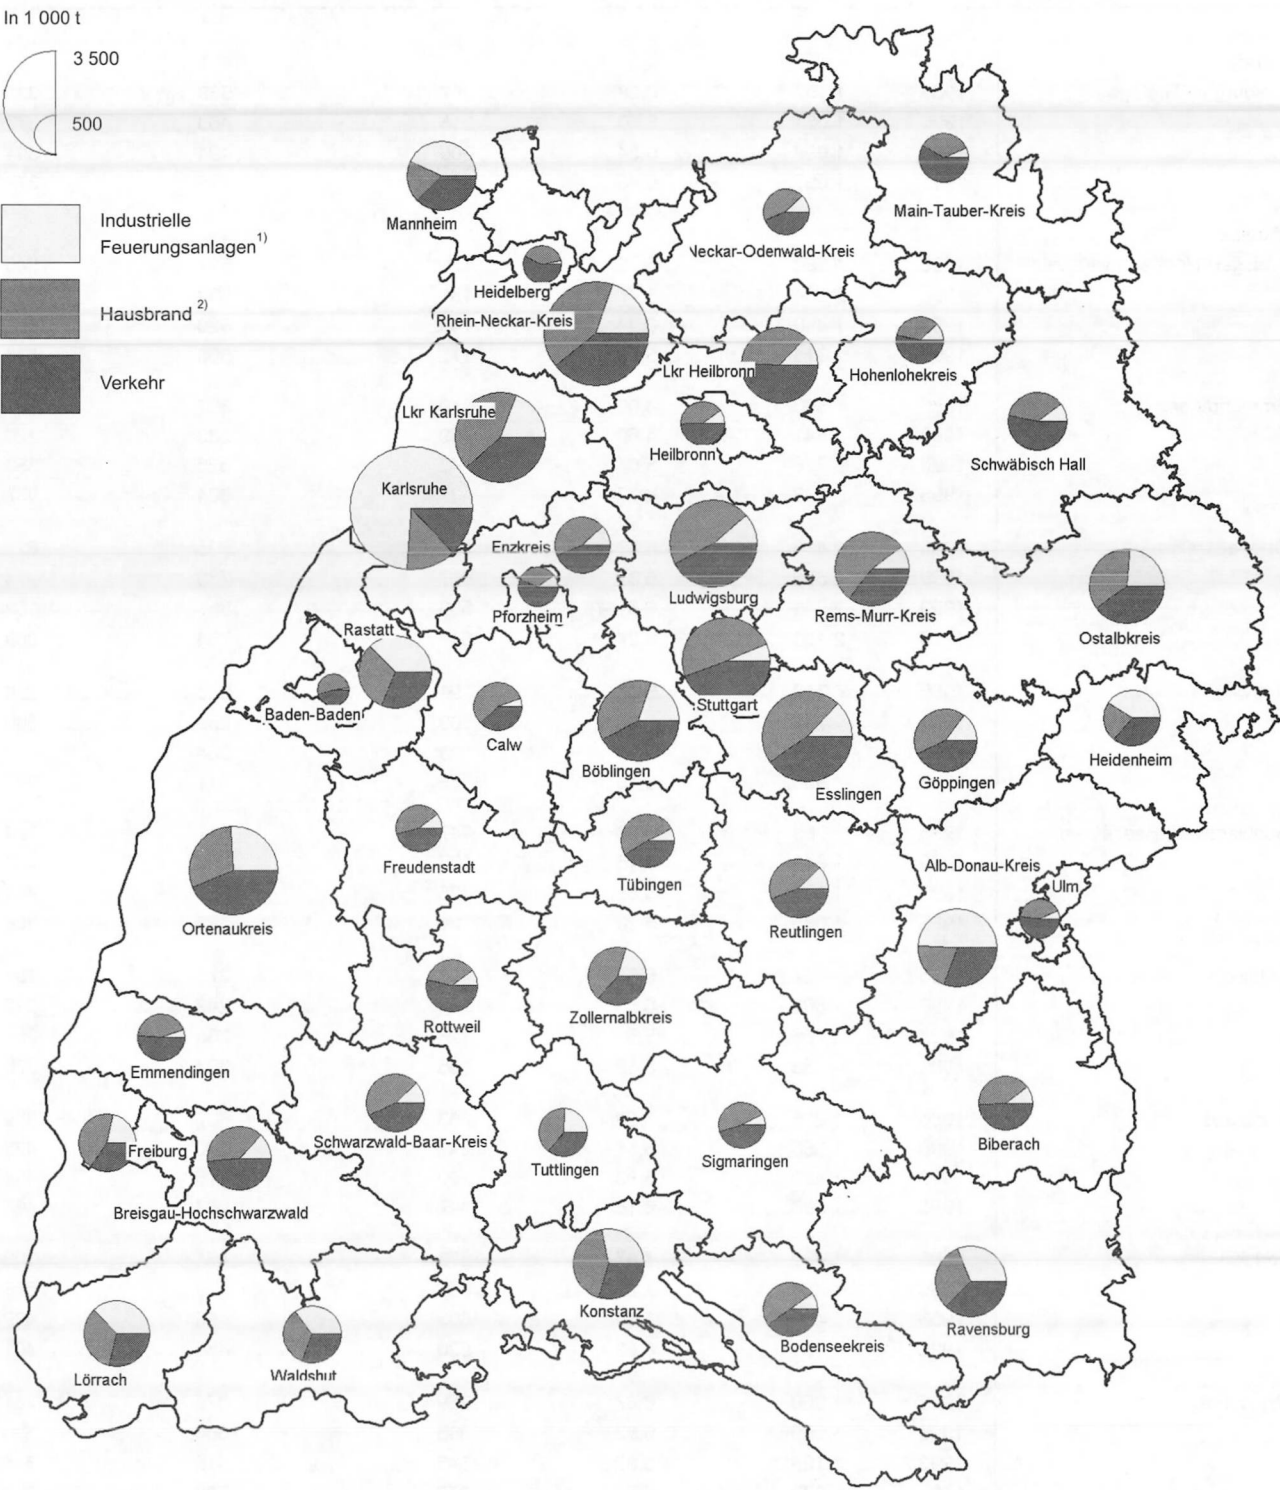 In 1 000 t
3 500
500
Industrielle
Feuerungsanlagen 1)
Hausbrand 2)
Verkehr
Mannheim
Main-Tauber-Kreis
Neckar-Odenwald-Kreis
Heidelberg
Rhein-Neckar-Kreis
Lkr Heilbronn
Hohenlohekreis
Lkr Karlsruhe
Heilbronn
Schwäbisch Hall
Karlsruhe
Enzkreis
Ludwigsburg
Pforzheim
Rems-Murr-Kreis
Ostalbkreis
Rastatt
Baden-Baden
Stuttgart
Calw
Böblingen
Esslingen
Göppingen
Heidenheim
Freudenstadt
Tübingen
Alb-Donau-Kreis
Ulm
Ortenaukreis
Reutlingen
Rottweil
Zollernalbkreis
Emmendingen
Schwarzwald-Baar-Kreis
Freiburg
Tuttlingen
Sigmaringen
Biberach
Breisgau-Hochschwarzwald
Konstanz
Ravensburg
Bodenseekreis
Lörrach
Waldshut